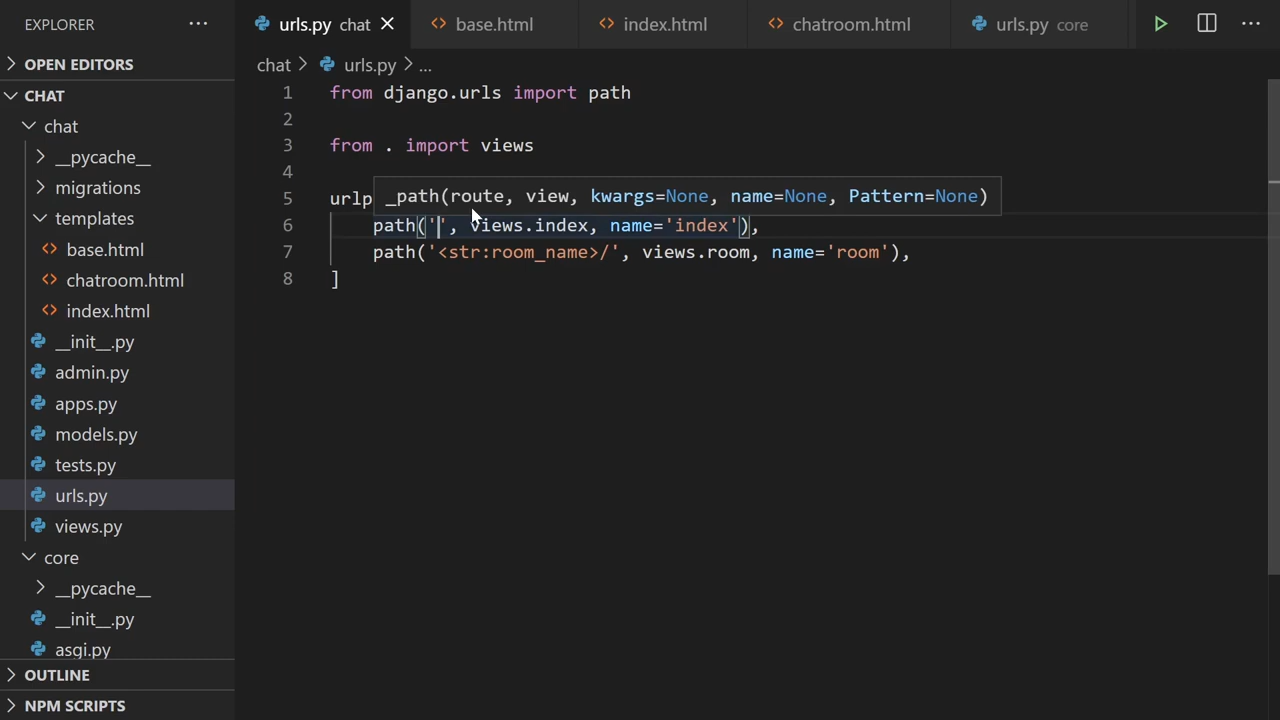 EXPLORER
OPEN EDITORS
CHAT
chat
__pycache__
migrations
templates
base.html
chatroom.html
index.html
__init__.py
admin.py
apps.py
models.py
tests.py
urls.py
views.py
core
__pycache__
__init__.py
asgi.py
OUTLINE
NPM SCRIPTS
urls.py chat
base.html
index.html
chatroom.html
urls.py core
chat > urls.py > ...
1 from django.urls import path
2
3 from . import views
4
_path(route, view, kwargs=None, name=None, Pattern=None)
5 urlp
6 path('', views.index, name='index'),
7 path('<str:room_name>/', views.room, name='room'),
8 ]